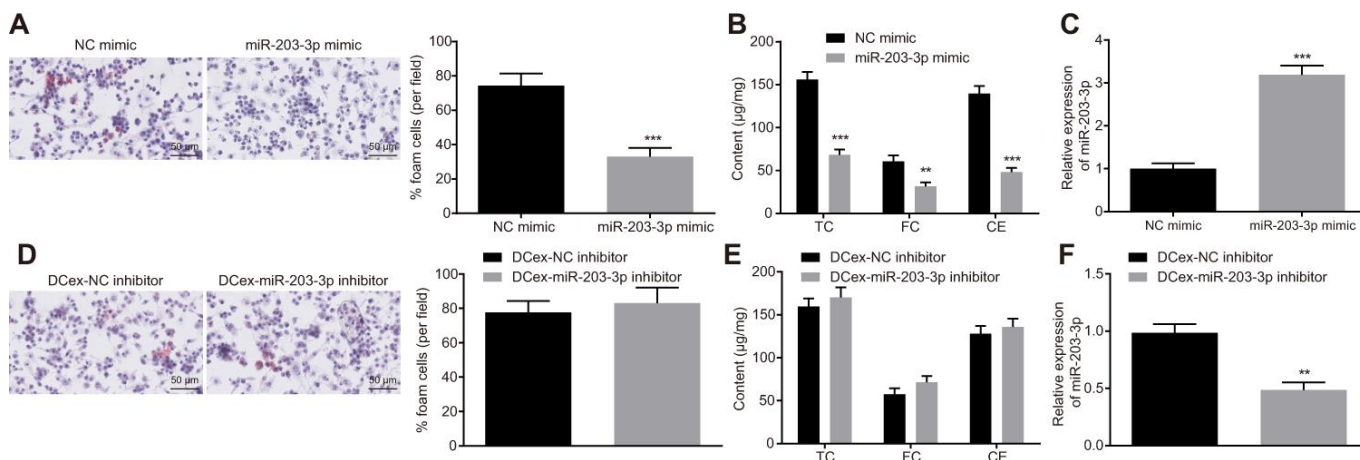 A
NC mimic
miR-203-3p mimic
50 µm
50 µm
% foam cells (per field)
100
80
60
40
20
0
***
NC mimic
miR-203-3p mimic
B
NC mimic
miR-203-3p mimic
Content (µg/mg)
200
150
100
50
0
***
**
***
TC
FC
CE
C
Relative expression
of miR-203-3p
4
3
2
1
0
***
NC mimic
miR-203-3p mimic
D
DCex-NC inhibitor
DCex-miR-203-3p inhibitor
50 µm
50 µm
DCex-NC inhibitor
DCex-miR-203-3p inhibitor
% foam cells (per field)
100
80
60
40
20
0
E
DCex-NC inhibitor
DCex-miR-203-3p inhibitor
Content (µg/mg)
200
150
100
50
0
TC
FC
CE
F
DCex-NC inhibitor
DCex-miR-203-3p inhibitor
Relative expression
of miR-203-3p
1.5
1.0
0.5
0.0
**